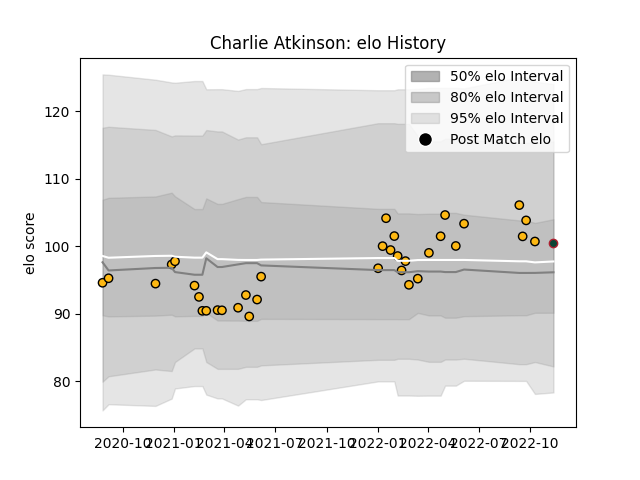 Charlie Atkinson: elo History
50% elo Interval
80% elo Interval
95% elo Interval
Post Match elo
elo score
120
110
100
90
80
2020-10 2021-01 2021-04 2021-07 2021-10 2022-01 2022-04 2022-07 2022-10